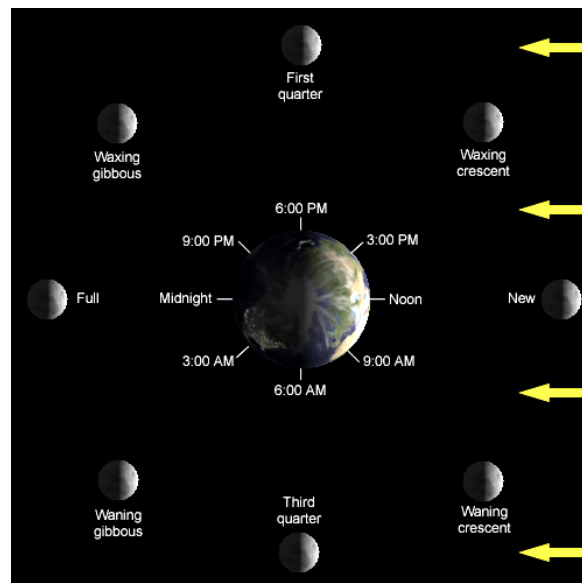 First
quarter
Waxing
gibbous
Waxing
crescent
6:00 PM
9:00 PM
3:00 PM
Full
Midnight
Noon
New
3:00 AM
9:00 AM
6:00 AM
Waning
gibbous
Third
quarter
Waning
crescent